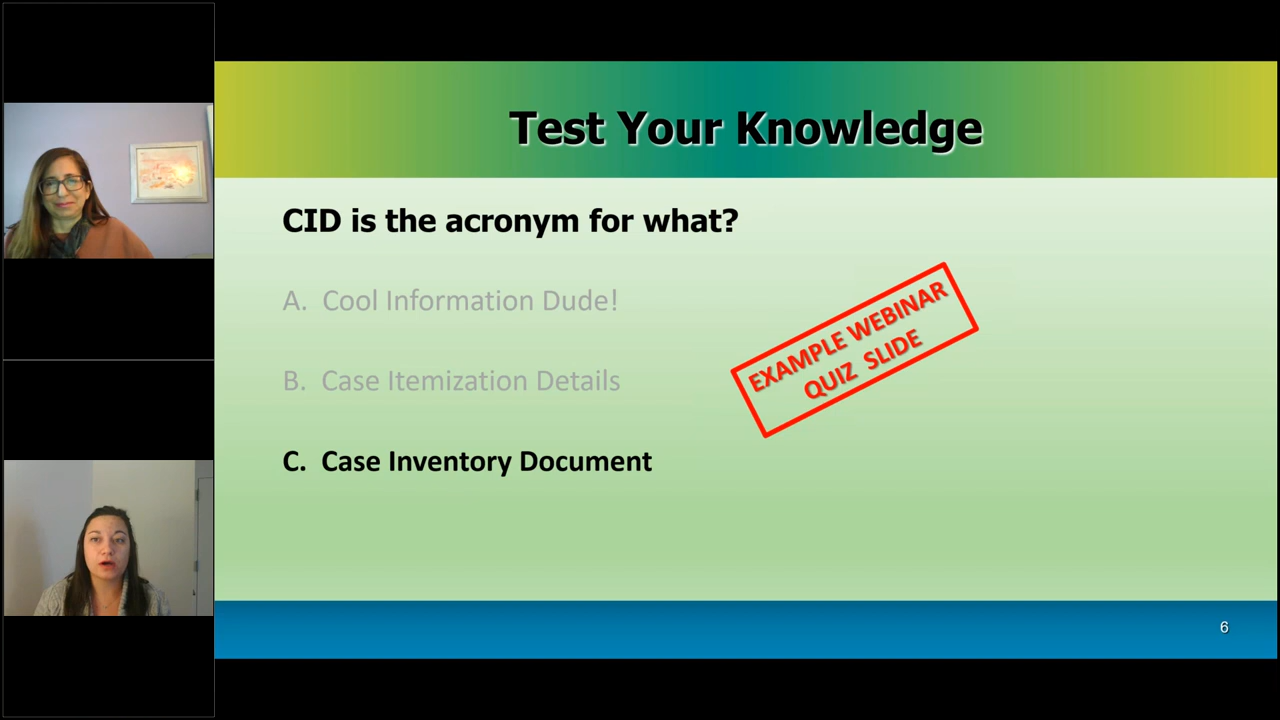 Test Your Knowledge
CID is the acronym for what?
A. Cool Information Dude!
B. Case Itemization Details
C. Case Inventory Document
EXAMPLE WEBINAR
QUIZ SLIDE
6